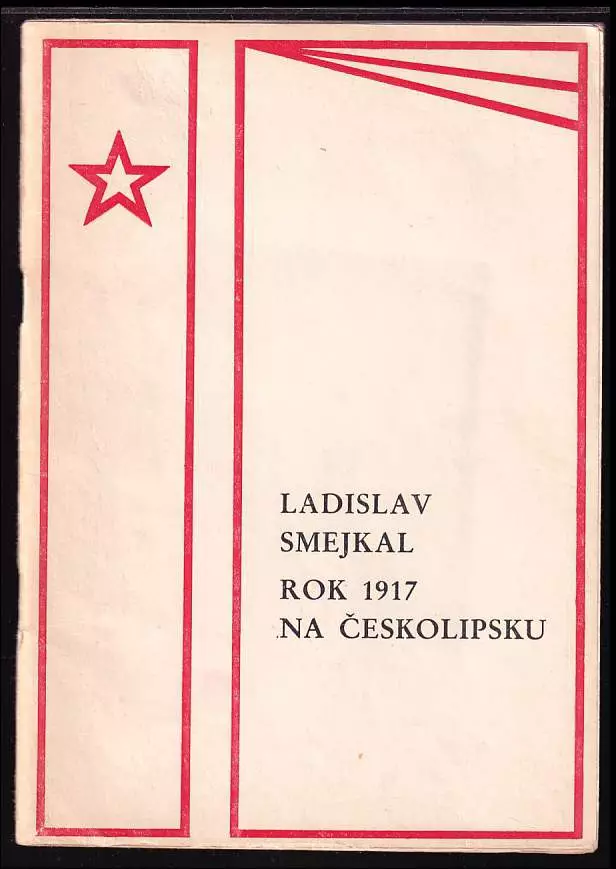 LADISLAV
SMEJKAL
ROK 1917
NA ČESKOLIPSKU